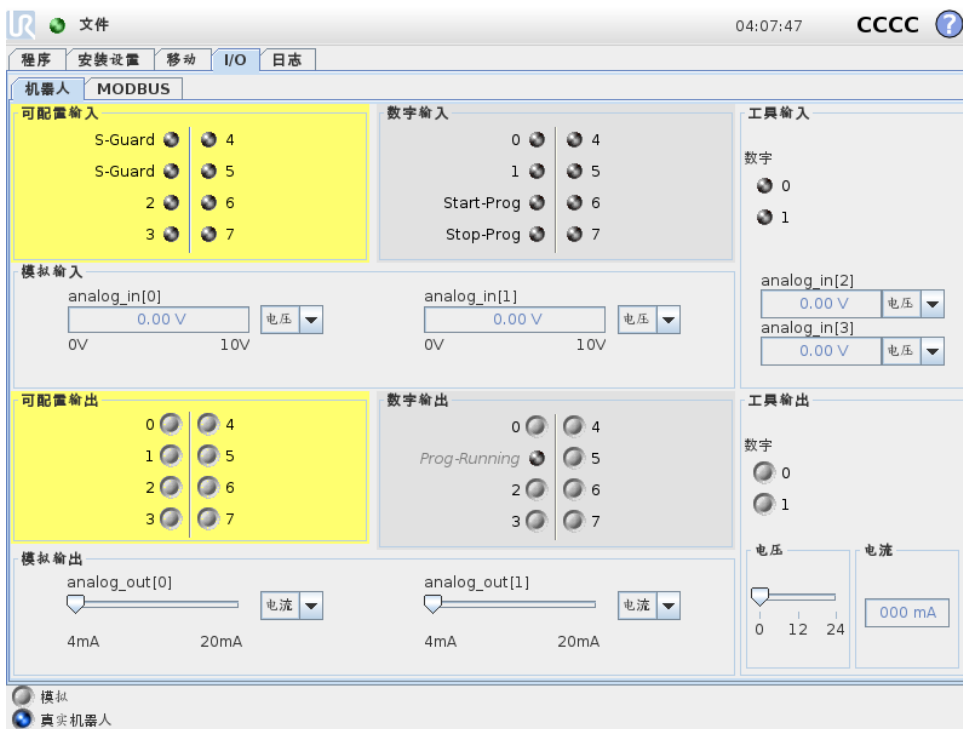 UR 文件 04:07:47 CCCC ?
程序 安装设置 移动 I/O 日志
机器人 MODBUS
可配置输入
S-Guard 4
S-Guard 5
2 6
3 7
数字输入
0 4
1 5
Start-Prog 6
Stop-Prog 7
工具输入
数字
0
1
analog_in[2]
0.00 V 电压
analog_in[3]
0.00 V 电压
模拟输入
analog_in[0]
0.00 V 电压
0V 10V
analog_in[1]
0.00 V 电压
0V 10V
可配置输出
0 4
1 5
2 6
3 7
数字输出
0 4
Prog-Running 5
2 6
3 7
工具输出
数字
0
1
电压
0 12 24
电流
000 mA
模拟输出
analog_out[0]
电流
4mA 20mA
analog_out[1]
电流
4mA 20mA
模拟
真实机器人